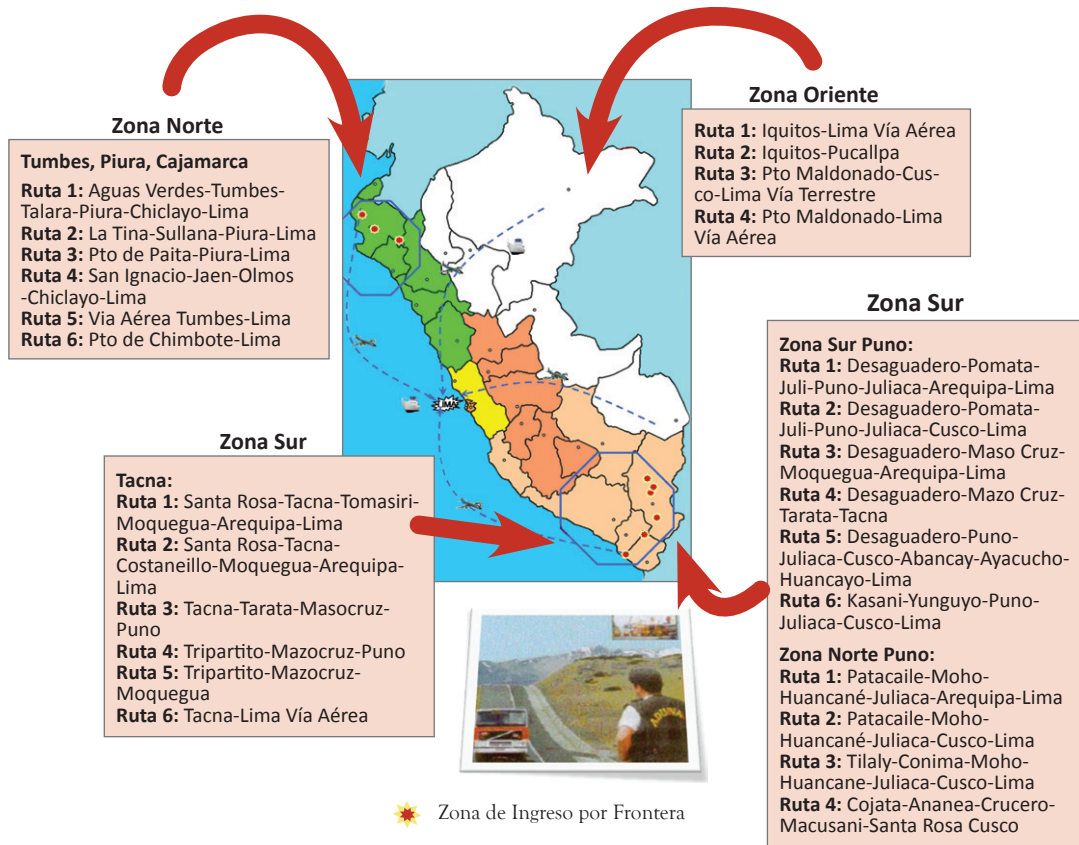 Zona Norte
Tumbes, Piura, Cajamarca
Ruta 1: Aguas Verdes-Tumbes-
Talara-Piura-Chiclayo-Lima
Ruta 2: La Tina-Sullana-Piura-Lima
Ruta 3: Pto de Paita-Piura-Lima
Ruta 4: San Ignacio-Jaen-Olmos
-Chiclayo-Lima
Ruta 5: Via Aérea Tumbes-Lima
Ruta 6: Pto de Chimbote-Lima
Zona Oriente
Ruta 1: Iquitos-Lima Vía Aérea
Ruta 2: Iquitos-Pucallpa
Ruta 3: Pto Maldonado-Cus-
co-Lima Vía Terrestre
Ruta 4: Pto Maldonado-Lima
Vía Aérea
LIMA
Zona Sur
Tacna:
Ruta 1: Santa Rosa-Tacna-Tomasiri-
Moquegua-Arequipa-Lima
Ruta 2: Santa Rosa-Tacna-
Costaneillo-Moquegua-Arequipa-
Lima
Ruta 3: Tacna-Tarata-Masocruz-
Puno
Ruta 4: Tripartito-Mazocruz-Puno
Ruta 5: Tripartito-Mazocruz-
Moquegua
Ruta 6: Tacna-Lima Vía Aérea
Zona Sur
Zona Sur Puno:
Ruta 1: Desaguadero-Pomata-
Juli-Puno-Juliaca-Arequipa-Lima
Ruta 2: Desaguadero-Pomata-
Juli-Puno-Juliaca-Cusco-Lima
Ruta 3: Desaguadero-Maso Cruz-
Moquegua-Arequipa-Lima
Ruta 4: Desaguadero-Mazo Cruz-
Tarata-Tacna
Ruta 5: Desaguadero-Puno-
Juliaca-Cusco-Abancay-Ayacucho-
Huancayo-Lima
Ruta 6: Kasani-Yunguyo-Puno-
Juliaca-Cusco-Lima
Zona Norte Puno:
Ruta 1: Patacaile-Moho-
Huancané-Juliaca-Arequipa-Lima
Ruta 2: Patacaile-Moho-
Huancané-Juliaca-Cusco-Lima
Ruta 3: Tilaly-Conima-Moho-
Huancane-Juliaca-Cusco-Lima
Ruta 4: Cojata-Ananea-Crucero-
Macusani-Santa Rosa Cusco
ADUANAS
Zona de Ingreso por Frontera